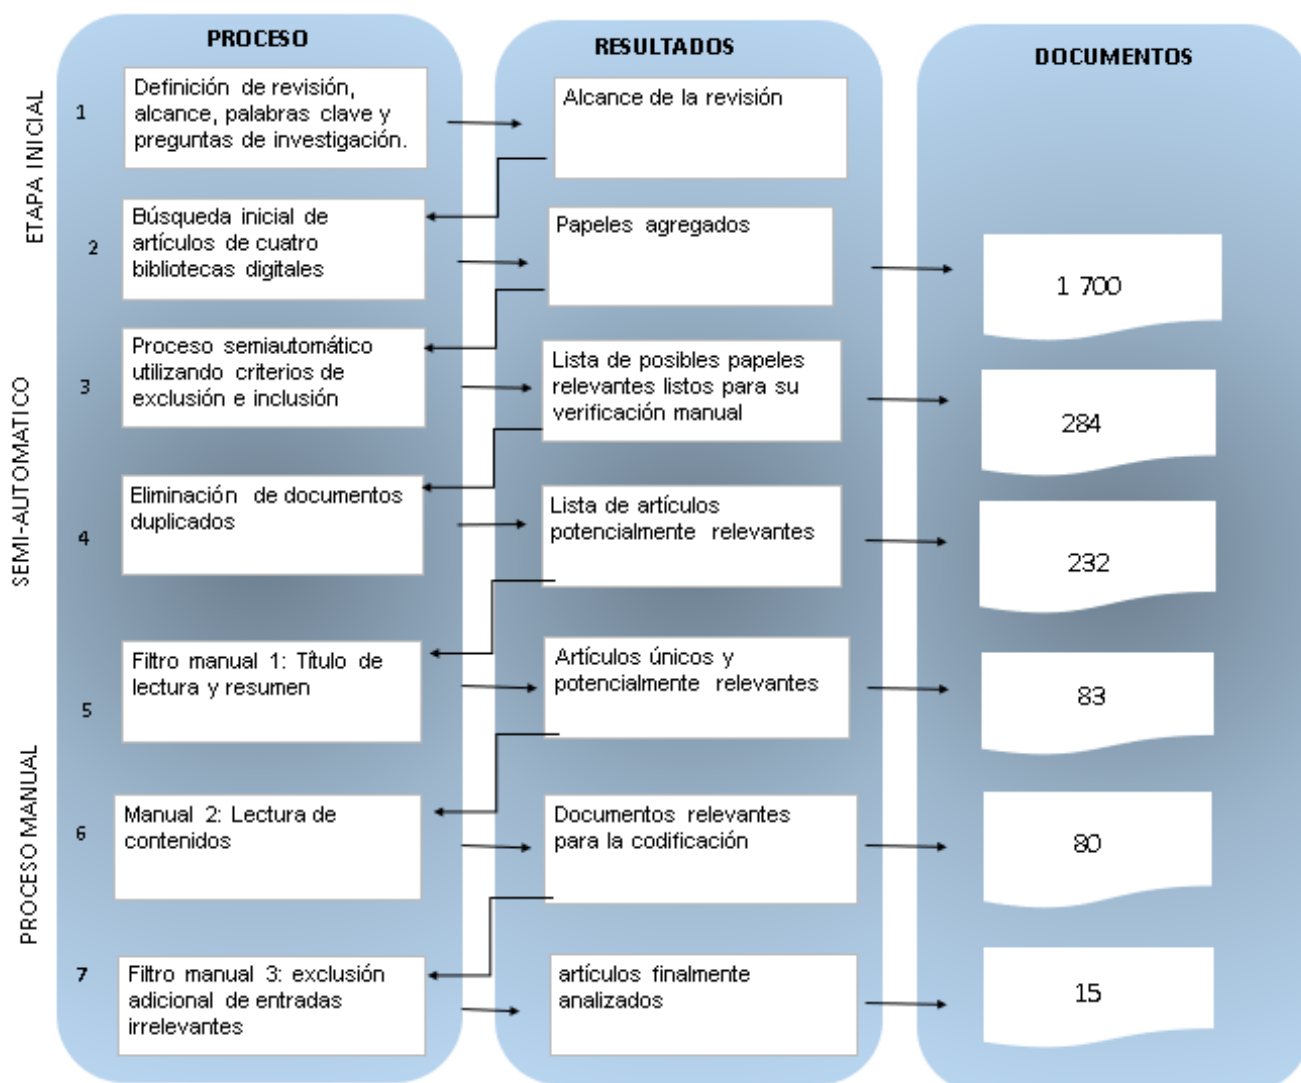 PROCESO
RESULTADOS
DOCUMENTOS
ETAPA INICIAL
1
Definición de revisión,
alcance, palabras clave y
preguntas de investigación.
Alcance de la revisión
2
Búsqueda inicial de
artículos de cuatro
bibliotecas digitales
Papeles agregados
1 700
SEMI-AUTOMATICO
3
Proceso semiautomático
utilizando criterios de
exclusión e inclusión
Lista de posibles papeles
relevantes listos para su
verificación manual
284
4
Eliminación de documentos
duplicados
Lista de artículos
potencialmente relevantes
232
PROCESO MANUAL
5
Filtro manual 1: Título de
lectura y resumen
Artículos únicos y
potencialmente relevantes
83
6
Manual 2: Lectura de
contenidos
Documentos relevantes
para la codificación
80
7
Filtro manual 3: exclusión
adicional de entradas
irrelevantes
artículos finalmente
analizados
15